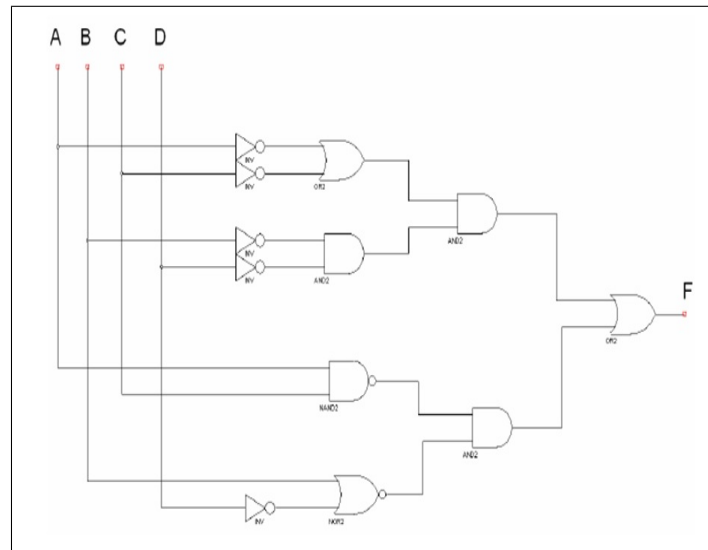 A B C D
INV
INV
OR2
AND2
INV
INV
AND2
F
OR2
NAND2
AND2
INV
NOR2